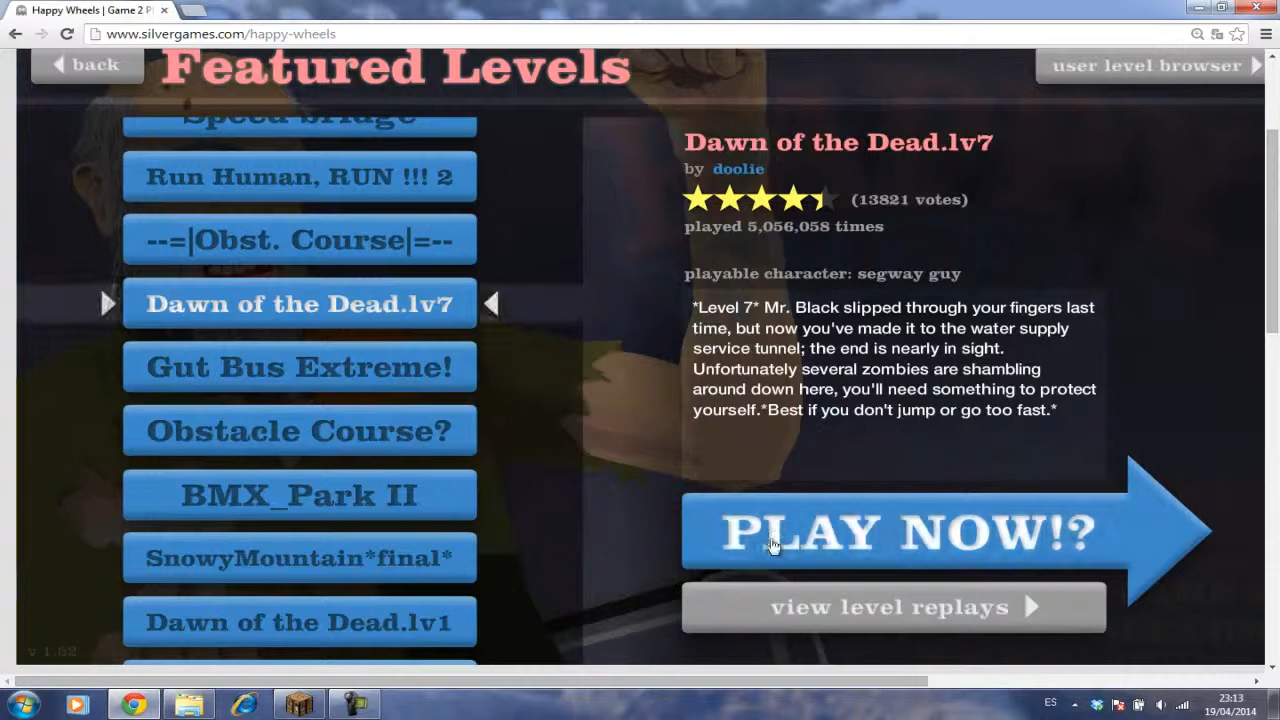 Happy Wheels | Game 2 Pl
www.silvergames.com/happy-wheels
back
Featured Levels
user level browser
Speed bridge
Run Human, RUN !!! 2
--=|Obst. Course|=--
Dawn of the Dead.lv7
Gut Bus Extreme!
Obstacle Course?
BMX_Park II
SnowyMountain*final*
Dawn of the Dead.lv1
v 1.52
Dawn of the Dead.lv7
by doolie
(13821 votes)
played 5,056,058 times
playable character: segway guy
*Level 7* Mr. Black slipped through your fingers last
time, but now you've made it to the water supply
service tunnel; the end is nearly in sight.
Unfortunately several zombies are shambling
around down here, you'll need something to protect
yourself.*Best if you don't jump or go too fast.*
PLAY NOW!?
view level replays
ES
23:13
19/04/2014